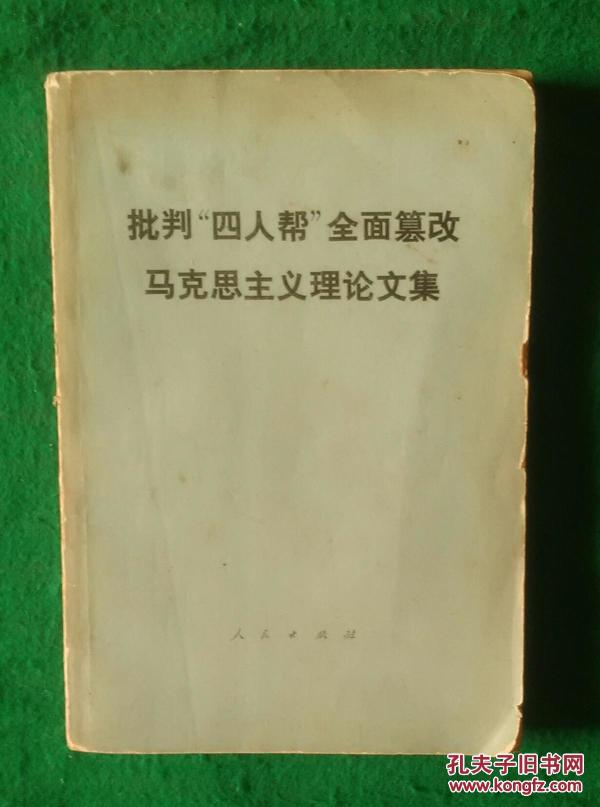 批判“四人帮”全面篡改
马克思主义理论文集
人民出版社
孔夫子旧书网
www.kongfz.com